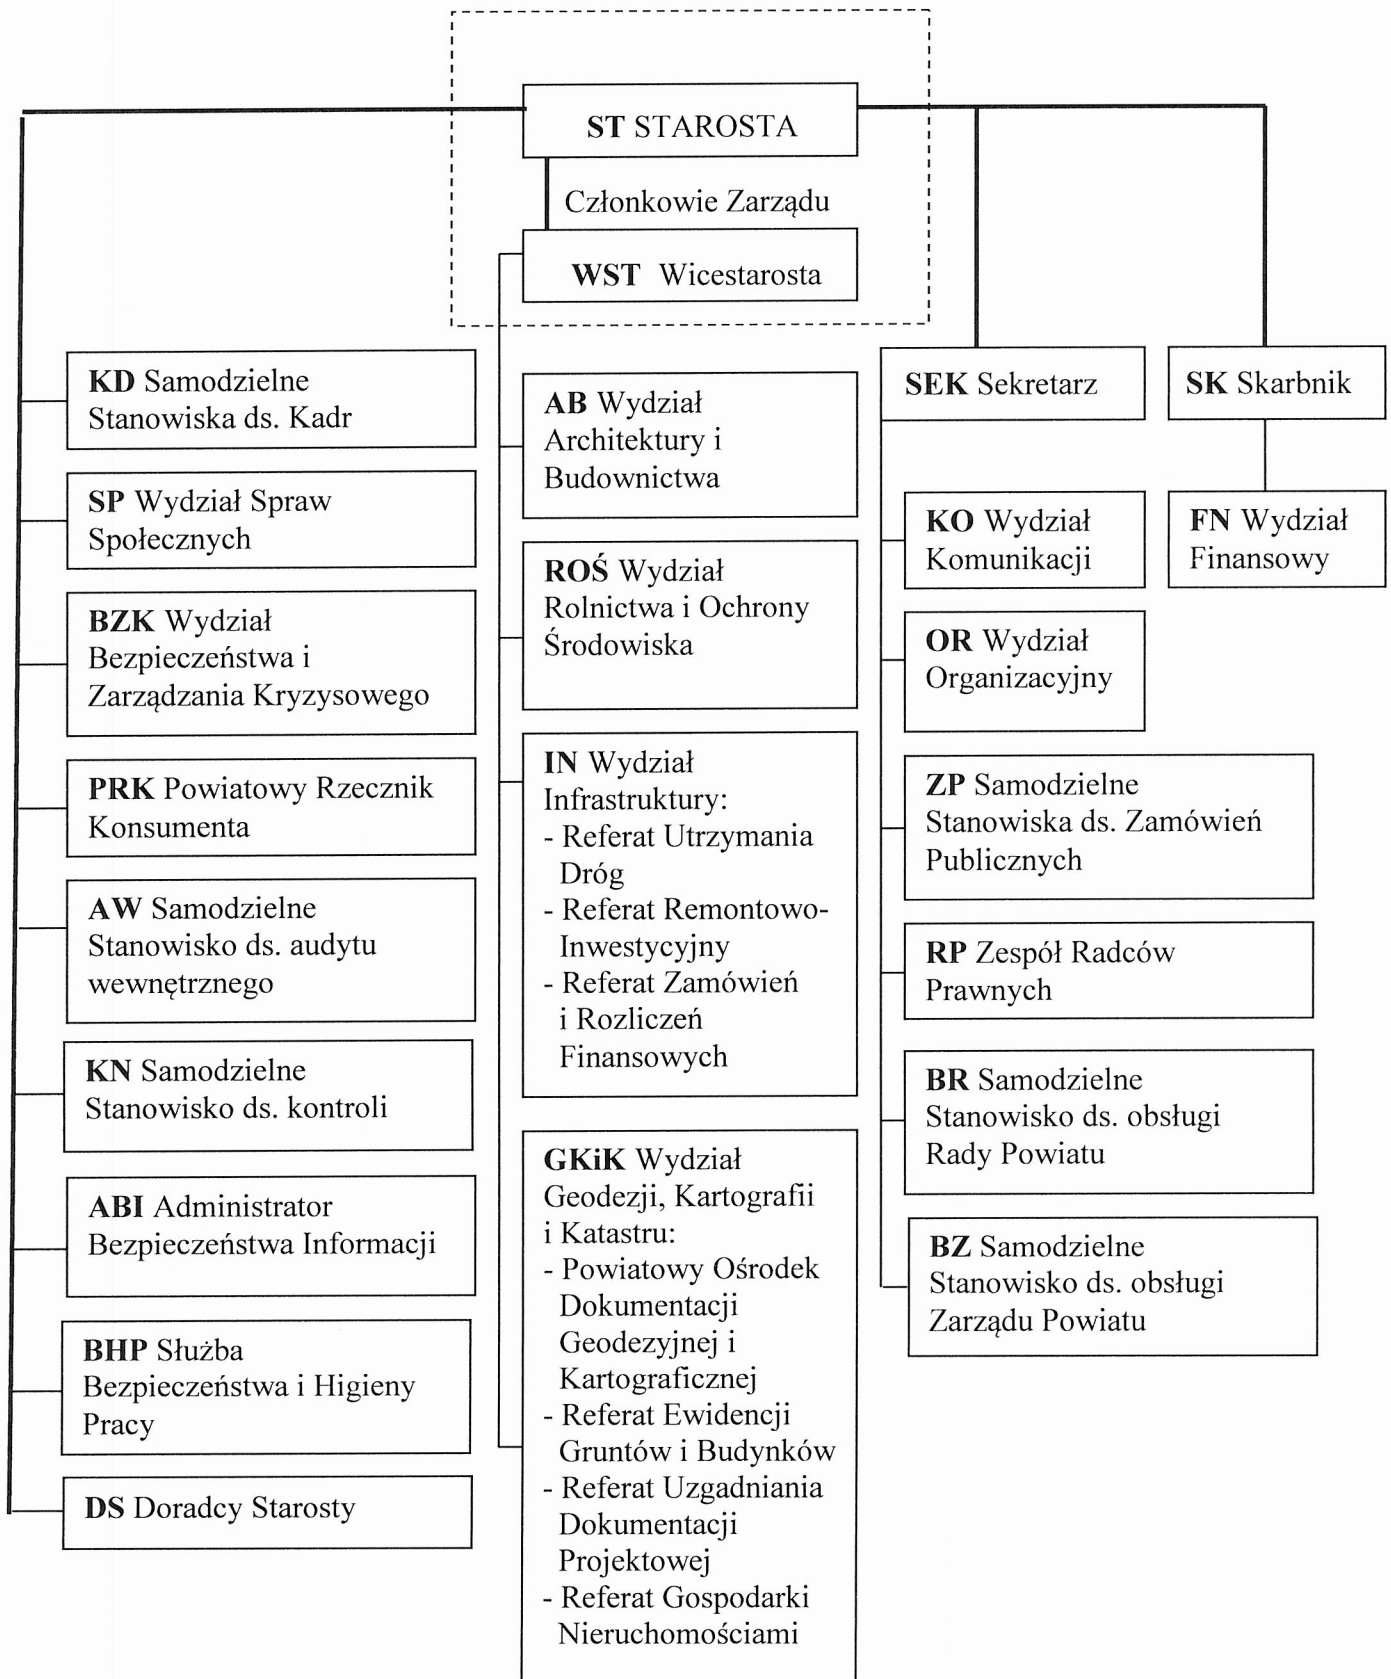 ST STAROSTA
Członkowie Zarządu
WST Wicestarosta
KD Samodzielne
Stanowiska ds. Kadr
SP Wydział Spraw
Społecznych
BZK Wydział
Bezpieczeństwa i
Zarządzania Kryzysowego
PRK Powiatowy Rzecznik
Konsumenta
AW Samodzielne
Stanowisko ds. audytu
wewnętrznego
KN Samodzielne
Stanowisko ds. kontroli
ABI Administrator
Bezpieczeństwa Informacji
BHP Służba
Bezpieczeństwa i Higieny
Pracy
DS Doradcy Starosty
AB Wydział
Architektury i
Budownictwa
ROŚ Wydział
Rolnictwa i Ochrony
Środowiska
IN Wydział
Infrastruktury:
- Referat Utrzymania
Dróg
- Referat Remontowo-
Inwestycyjny
- Referat Zamówień
i Rozliczeń
Finansowych
GKiK Wydział
Geodezji, Kartografii
i Katastru:
- Powiatowy Ośrodek
Dokumentacji
Geodezyjnej i
Kartograficznej
- Referat Ewidencji
Gruntów i Budynków
- Referat Uzgadniania
Dokumentacji
Projektowej
- Referat Gospodarki
Nieruchomościami
SEK Sekretarz
KO Wydział
Komunikacji
OR Wydział
Organizacyjny
ZP Samodzielne
Stanowiska ds. Zamówień
Publicznych
RP Zespół Radców
Prawnych
BR Samodzielne
Stanowisko ds. obsługi
Rady Powiatu
BZ Samodzielne
Stanowisko ds. obsługi
Zarządu Powiatu
SK Skarbnik
FN Wydział
Finansowy